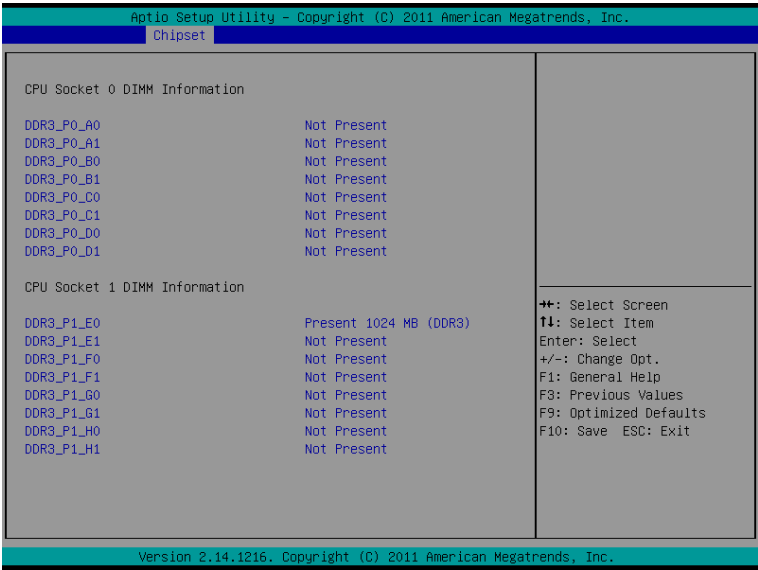 Aptio Setup Utility – Copyright (C) 2011 American Megatrends, Inc.
Chipset
CPU Socket 0 DIMM Information
DDR3_P0_A0 Not Present
DDR3_P0_A1 Not Present
DDR3_P0_B0 Not Present
DDR3_P0_B1 Not Present
DDR3_P0_C0 Not Present
DDR3_P0_C1 Not Present
DDR3_P0_D0 Not Present
DDR3_P0_D1 Not Present
CPU Socket 1 DIMM Information
DDR3_P1_E0 Present 1024 MB (DDR3)
DDR3_P1_E1 Not Present
DDR3_P1_F0 Not Present
DDR3_P1_F1 Not Present
DDR3_P1_G0 Not Present
DDR3_P1_G1 Not Present
DDR3_P1_H0 Not Present
DDR3_P1_H1 Not Present
→←: Select Screen
↑↓: Select Item
Enter: Select
+/-: Change Opt.
F1: General Help
F3: Previous Values
F9: Optimized Defaults
F10: Save ESC: Exit
Version 2.14.1216. Copyright (C) 2011 American Megatrends, Inc.